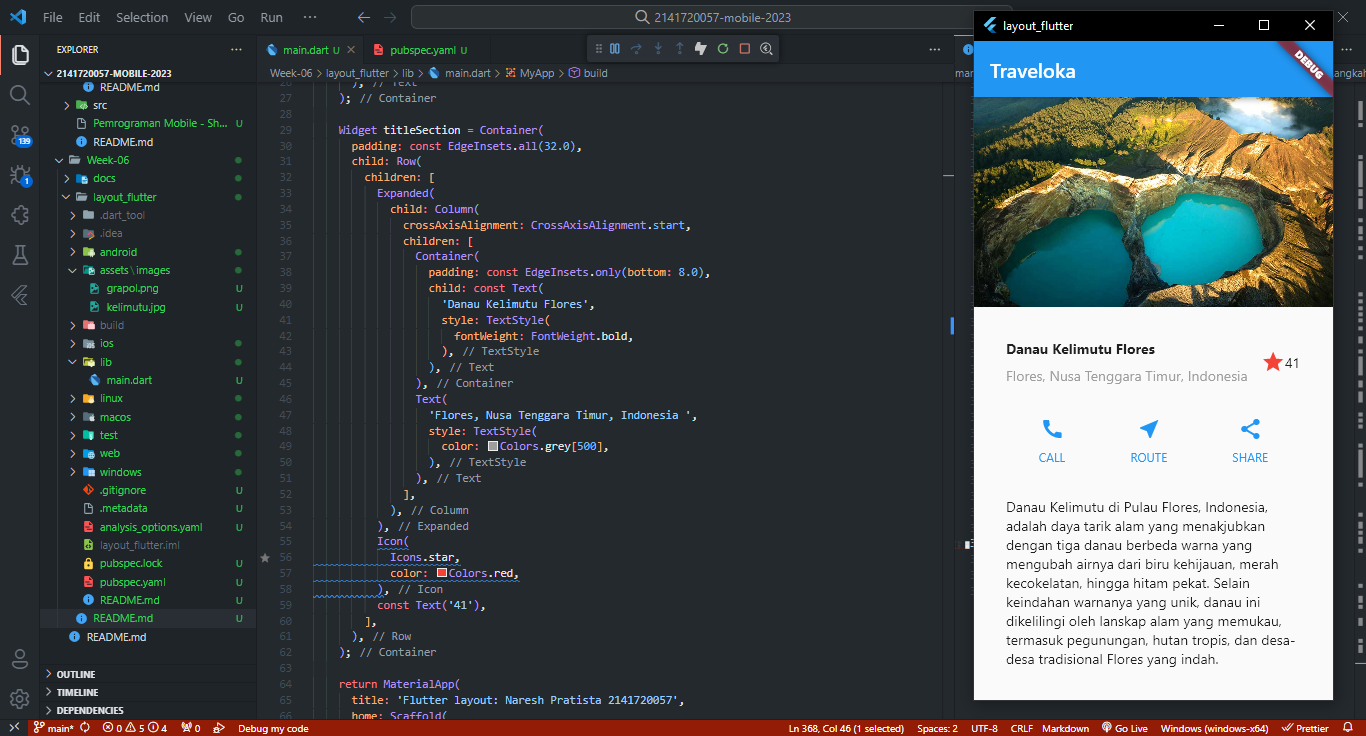 File Edit Selection View Go Run ··· 2141720057-mobile-2023
EXPLORER ···
2141720057-MOBILE-2023
README.md
src
Pemrograman Mobile - Sh... U
README.md
Week-06
docs
layout_flutter
.dart_tool
.idea
android
assets\images
grapol.png U
kelimutu.jpg U
build
ios
lib
main.dart U
linux
macos
test
web
windows
.gitignore U
.metadata U
analysis_options.yaml U
layout_flutter.iml
pubspec.lock U
pubspec.yaml U
README.md U
README.md U
README.md
OUTLINE
TIMELINE
DEPENDENCIES
139
1
main.dart U pubspec.yaml U
Week-06 > layout_flutter > lib > main.dart > MyApp > build
26 ), // Text
27 ); // Container
28
29 Widget titleSection = Container(
30 padding: const EdgeInsets.all(32.0),
31 child: Row(
32 children: [
33 Expanded(
34 child: Column(
35 crossAxisAlignment: CrossAxisAlignment.start,
36 children: [
37 Container(
38 padding: const EdgeInsets.only(bottom: 8.0),
39 child: const Text(
40 'Danau Kelimutu Flores',
41 style: TextStyle(
42 fontWeight: FontWeight.bold,
43 ), // TextStyle
44 ), // Text
45 ), // Container
46 Text(
47 'Flores, Nusa Tenggara Timur, Indonesia ',
48 style: TextStyle(
49 color: Colors.grey[500],
50 ), // TextStyle
51 ), // Text
52 ],
53 ), // Column
54 ), // Expanded
55 Icon(
56 Icons.star,
57 color: Colors.red,
58 ), // Icon
59 const Text('41'),
60 ],
61 ), // Row
62 ); // Container
63
64 return MaterialApp(
65 title: 'Flutter layout: Naresh Pratista 2141720057',
66 home: Scaffold(
mar
angkah
layout_flutter
Traveloka
DEBUG
Danau Kelimutu Flores
Flores, Nusa Tenggara Timur, Indonesia
41
CALL ROUTE SHARE
Danau Kelimutu di Pulau Flores, Indonesia,
adalah daya tarik alam yang menakjubkan
dengan tiga danau berbeda warna yang
mengubah airnya dari biru kehijauan, merah
kecokelatan, hingga hitam pekat. Selain
keindahan warnanya yang unik, danau ini
dikelilingi oleh lanskap alam yang memukau,
termasuk pegunungan, hutan tropis, dan desa-
desa tradisional Flores yang indah.
main* 0 5 4 0 Debug my code Ln 368, Col 46 (1 selected) Spaces: 2 UTF-8 CRLF Markdown Go Live Windows (windows-x64) Prettier